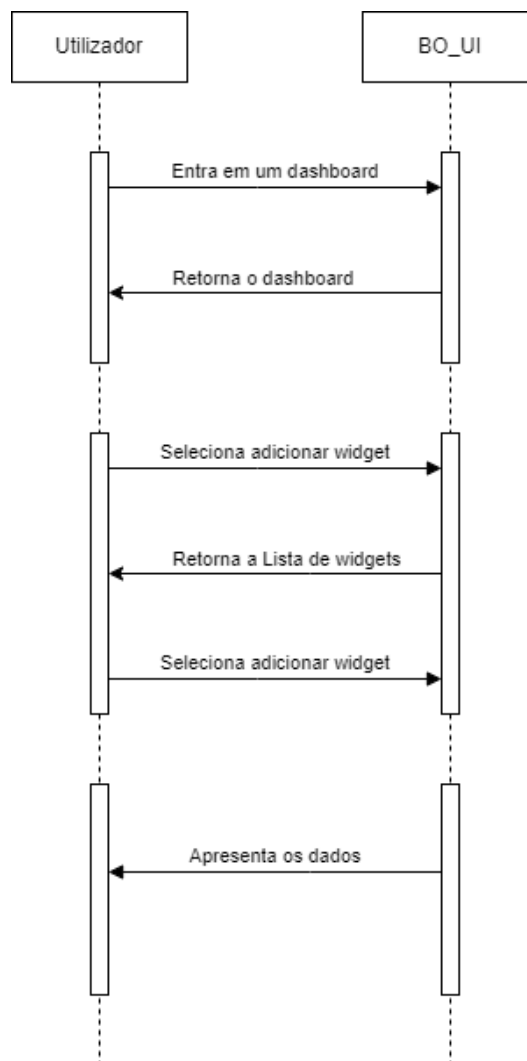 Utilizador
BO_UI
Entra em um dashboard
Retorna o dashboard
Seleciona adicionar widget
Retorna a Lista de widgets
Seleciona adicionar widget
Apresenta os dados